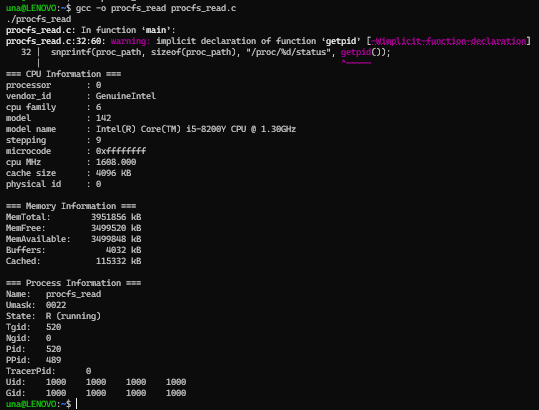 una@LENOVO:~$ gcc -o procfs_read procfs_read.c
./procfs_read
procfs_read.c: In function ‘main’:
procfs_read.c:32:60: warning: implicit declaration of function ‘getpid’ [-Wimplicit-function-declaration]
32 | snprintf(proc_path, sizeof(proc_path), "/proc/%d/status", getpid());
| ^~~~~~
=== CPU Information ===
processor : 0
vendor_id : GenuineIntel
cpu family : 6
model : 142
model name : Intel(R) Core(TM) i5-8200Y CPU @ 1.30GHz
stepping : 9
microcode : 0xffffffff
cpu MHz : 1608.000
cache size : 4096 KB
physical id : 0
=== Memory Information ===
MemTotal: 3951856 kB
MemFree: 3499520 kB
MemAvailable: 3499848 kB
Buffers: 4032 kB
Cached: 115332 kB
=== Process Information ===
Name: procfs_read
Umask: 0022
State: R (running)
Tgid: 520
Ngid: 0
Pid: 520
PPid: 489
TracerPid: 0
Uid: 1000 1000 1000 1000
Gid: 1000 1000 1000 1000
una@LENOVO:~$